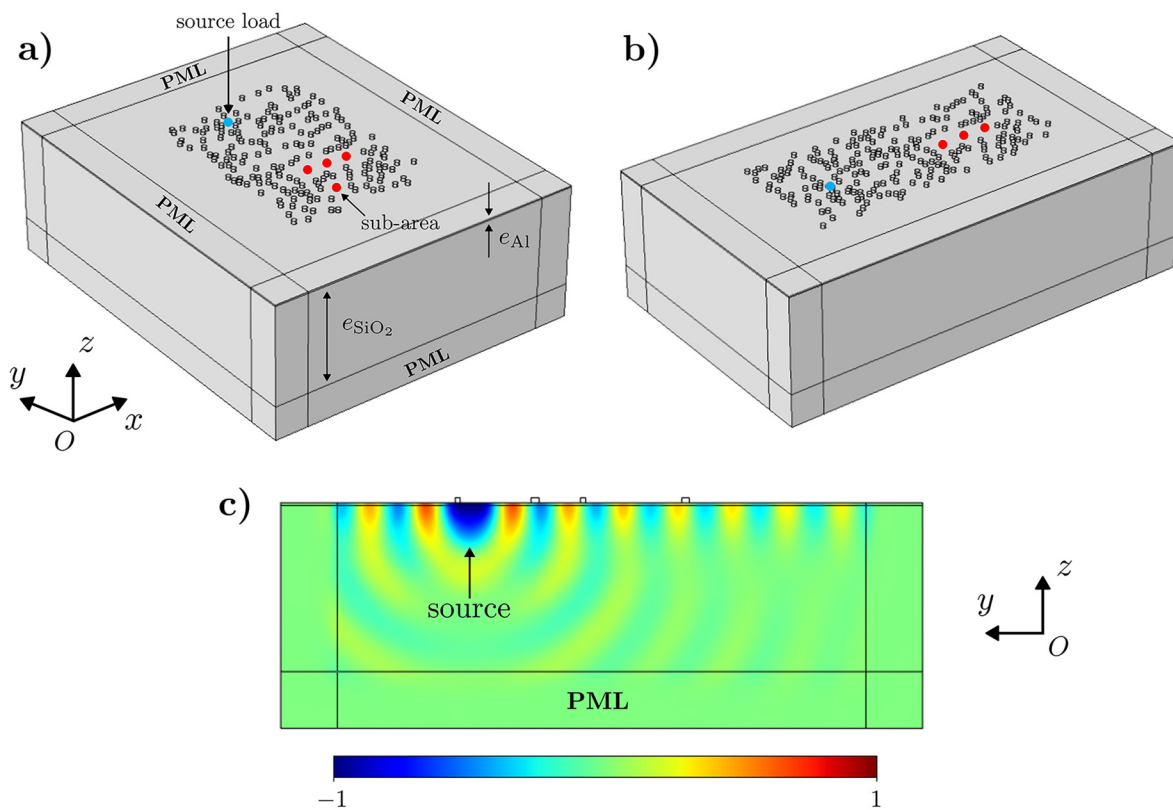 a)
source load
PML
PML
PML
sub-area
e_Al
e_SiO₂
PML
z
y
x
O
b)
c)
source
PML
z
y
O
−1
1